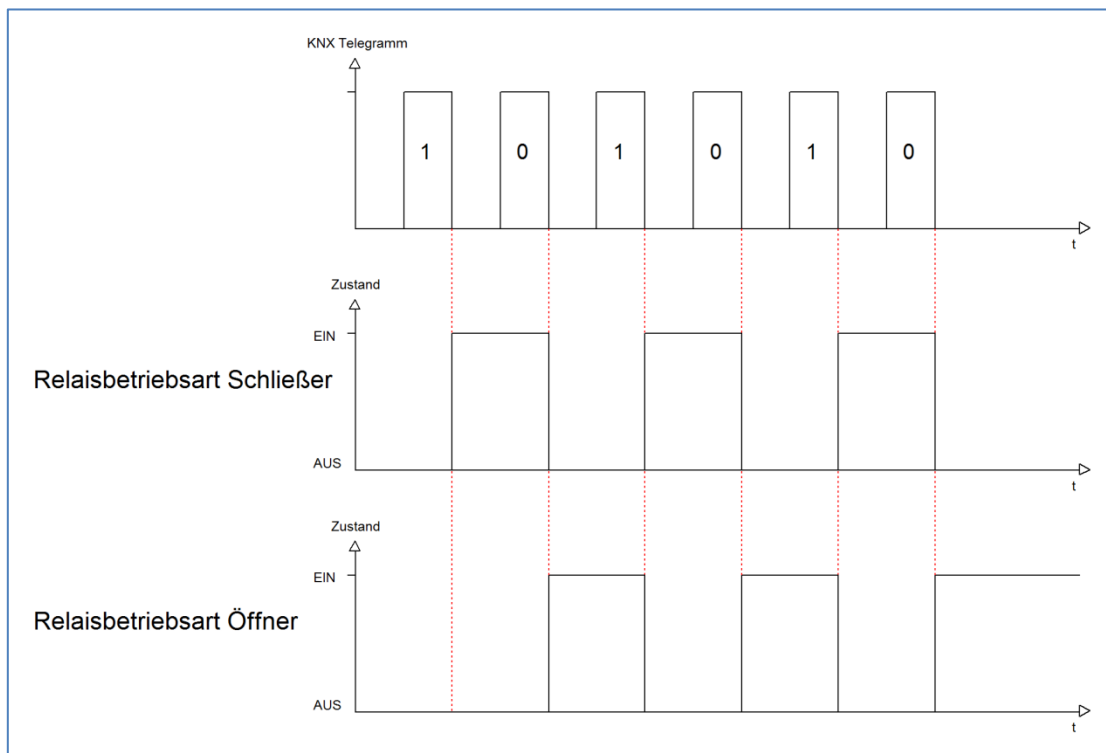 KNX Telegramm
1 0 1 0 1 0
t
Zustand
EIN
Relaisbetriebsart Schließer
AUS
t
Zustand
EIN
Relaisbetriebsart Öffner
AUS
t